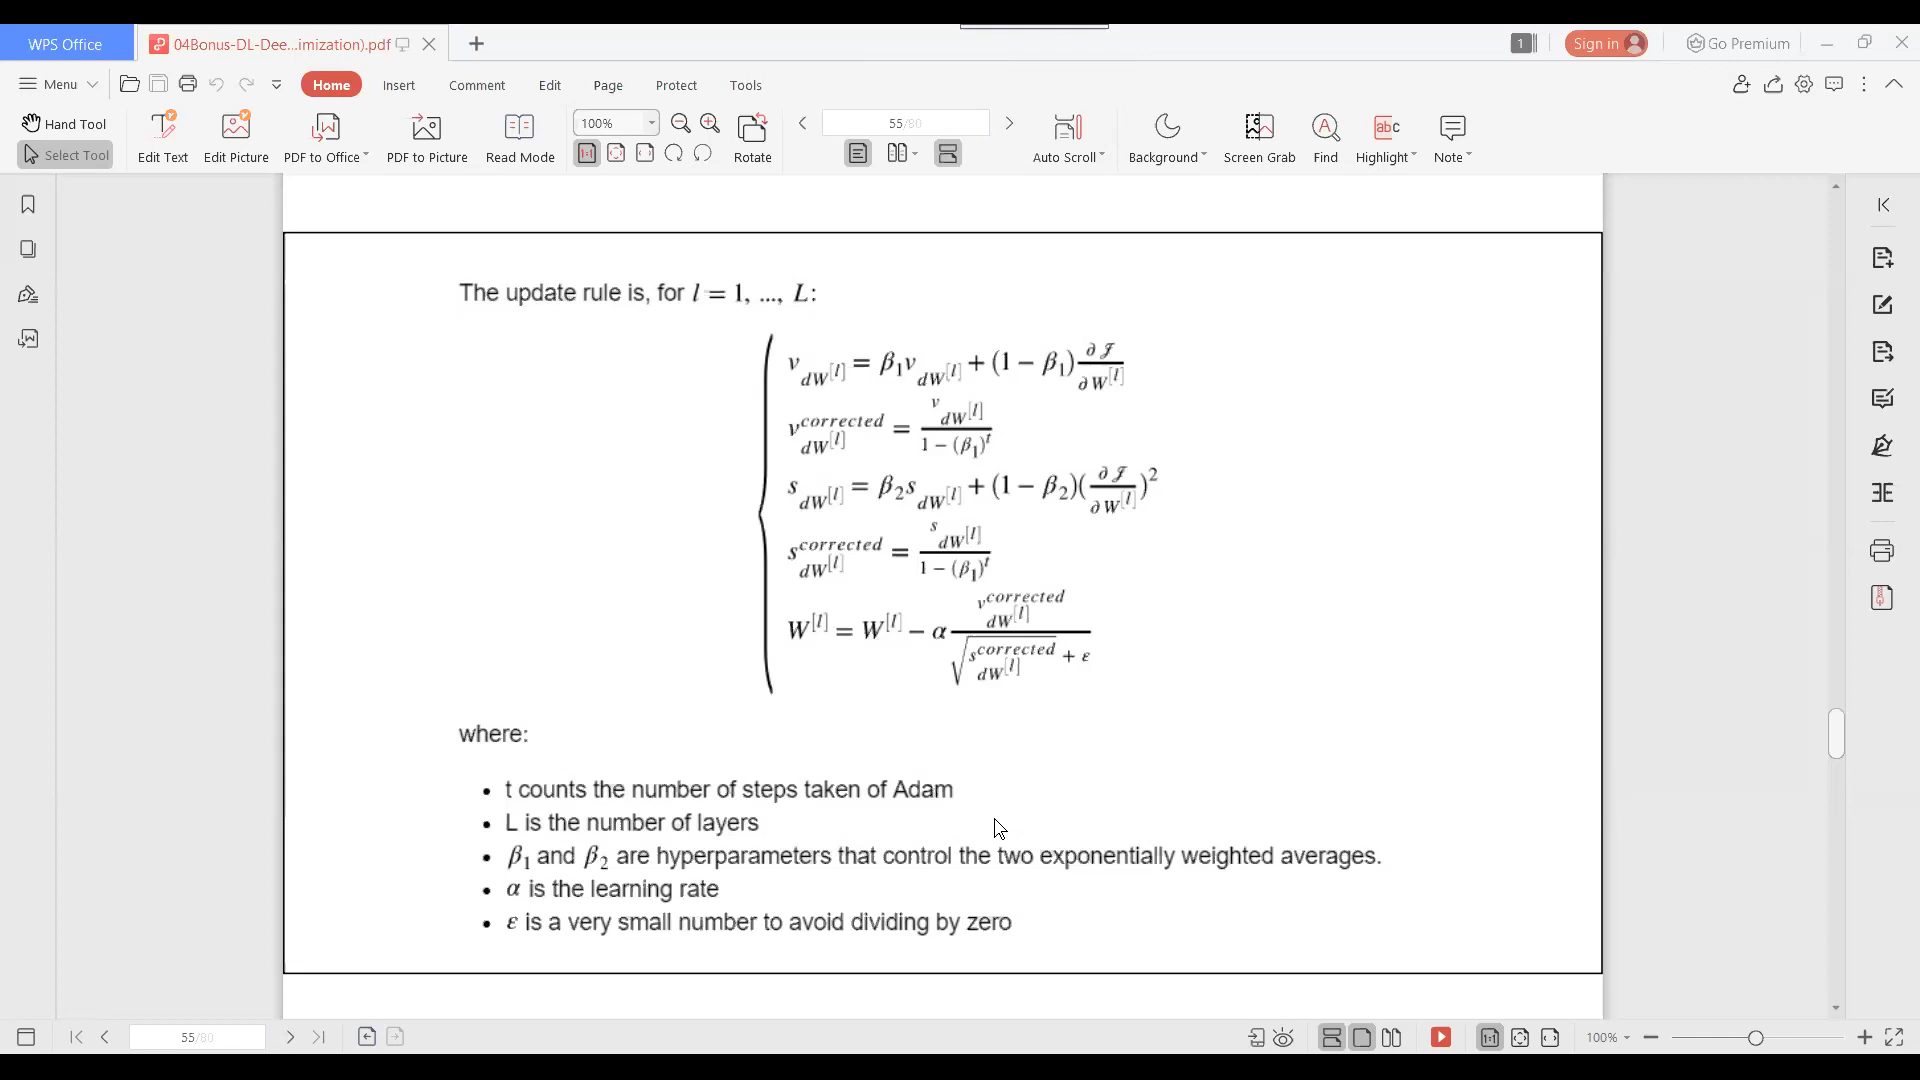 WPS Office
04Bonus-DL-Dee...imization).pdf
1
Sign in
Go Premium
Menu
Home
Insert
Comment
Edit
Page
Protect
Tools
Hand Tool
Select Tool
Edit Text
Edit Picture
PDF to Office
PDF to Picture
Read Mode
100%
Rotate
55/80
Auto Scroll
Background
Screen Grab
Find
Highlight
Note
The update rule is, for l = 1, ..., L:
v_{dW^{[l]}} = β_1 v_{dW^{[l]}} + (1 − β_1) ∂𝒥/∂W^{[l]}
v^{corrected}_{dW^{[l]}} = v_{dW^{[l]}} / (1 − (β_1)^t)
s_{dW^{[l]}} = β_2 s_{dW^{[l]}} + (1 − β_2)(∂𝒥/∂W^{[l]})^2
s^{corrected}_{dW^{[l]}} = s_{dW^{[l]}} / (1 − (β_1)^t)
W^{[l]} = W^{[l]} − α v^{corrected}_{dW^{[l]}} / (√(s^{corrected}_{dW^{[l]}}) + ε)
where:
• t counts the number of steps taken of Adam
• L is the number of layers
• β_1 and β_2 are hyperparameters that control the two exponentially weighted averages.
• α is the learning rate
• ε is a very small number to avoid dividing by zero
55/80
100%